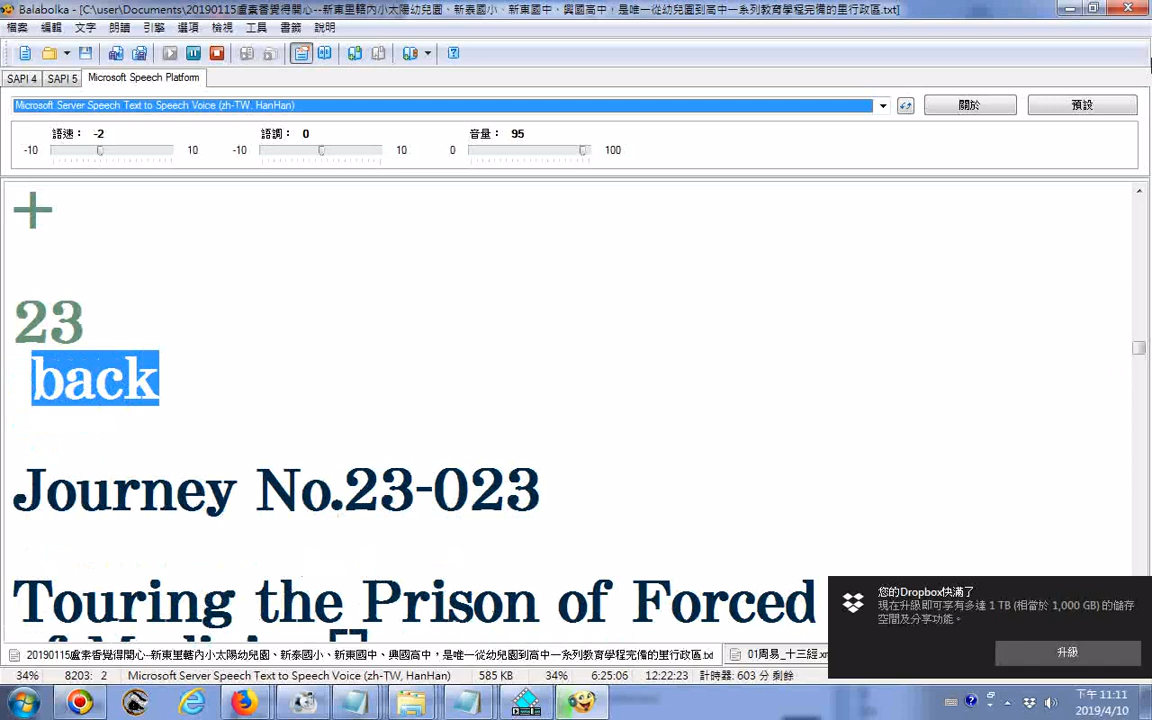 Balabolka - [C:\user\Documents\20190115盧素香覺得開心--新東里轄內小太陽幼兒園、新泰國小、新東國中、興國高中，是唯一從幼兒園到高中一系列教育學程完備的里行政區.txt]
檔案 編輯 文字 朗讀 引擎 選項 檢視 工具 書籤 說明
SAPI 4 SAPI 5 Microsoft Speech Platform
Microsoft Server Speech Text to Speech Voice (zh-TW, HanHan) 關於 預設
語速： -2 語調： 0 音量： 95
-10 10 -10 10 0 100
+
23
back
Journey No.23-023
Touring the Prison of Forced
您的Dropbox快滿了
現在升級即可享有多達 1 TB (相當於 1,000 GB) 的儲存
空間及分享功能。
升級
20190115盧素香覺得開心--新東里轄內小太陽幼兒園、新泰國小、新東國中、興國高中，是唯一從幼兒園到高中一系列教育學程完備的里行政區.txt 01周易_十三經
34% 8203: 2 Microsoft Server Speech Text to Speech Voice (zh-TW, HanHan) 585 KB 34% 6:25:06 12:22:23 計時器: 603 分 剩餘
下午 11:11
2019/4/10